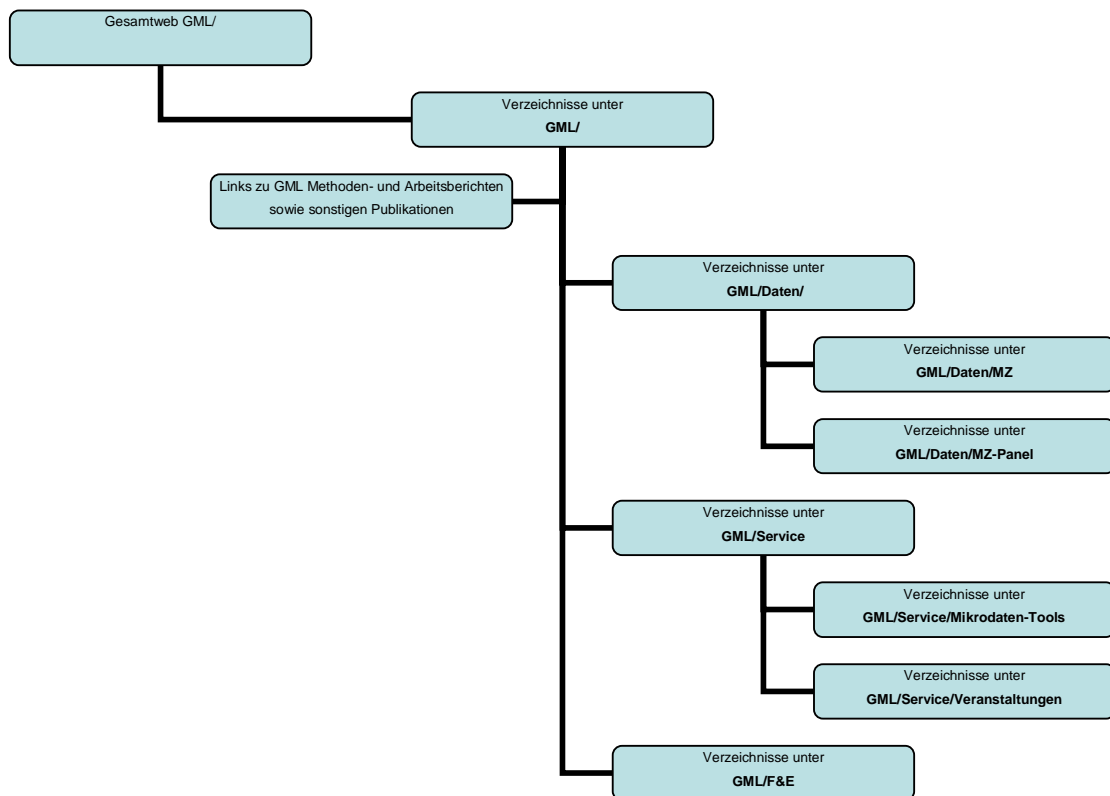 Gesamtweb GML/
Verzeichnisse unter
GML/
Links zu GML Methoden- und Arbeitsberichten
sowie sonstigen Publikationen
Verzeichnisse unter
GML/Daten/
Verzeichnisse unter
GML/Daten/MZ
Verzeichnisse unter
GML/Daten/MZ-Panel
Verzeichnisse unter
GML/Service
Verzeichnisse unter
GML/Service/Mikrodaten-Tools
Verzeichnisse unter
GML/Service/Veranstaltungen
Verzeichnisse unter
GML/F&E